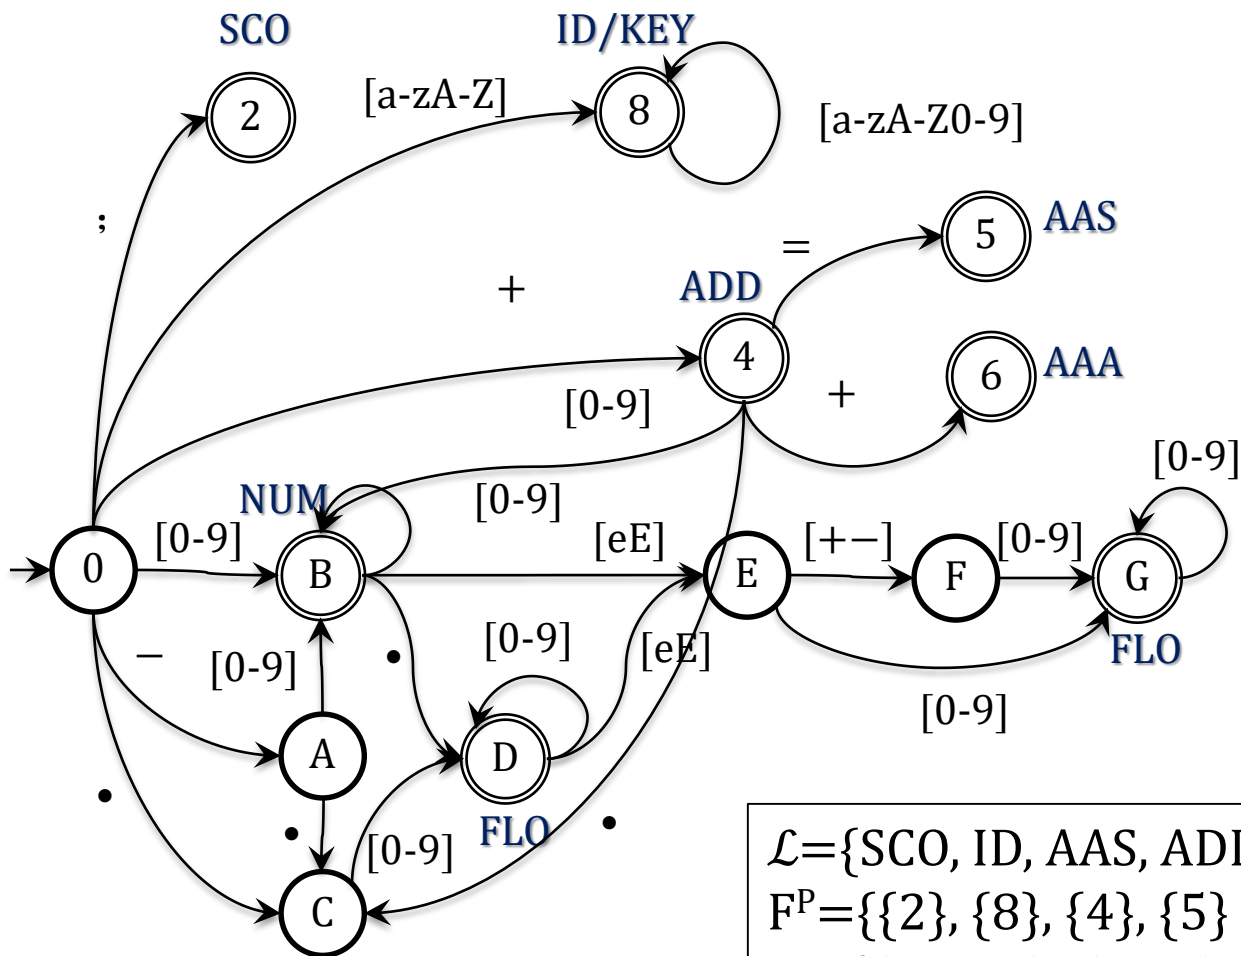 SCO
ID/KEY
2
[a-zA-Z]
8
[a-zA-Z0-9]
;
5
AAS
=
ADD
+
4
6
AAA
+
[0-9]
[0-9]
NUM
[0-9]
[0-9]
[eE]
[+−]
[0-9]
0
B
E
F
G
−
[0-9]
•
[0-9]
[eE]
FLO
[0-9]
A
D
•
•
[0-9]
FLO
•
C
ℒ={SCO, ID, AAS, AD
Fᴾ={{2}, {8}, {4}, {5}